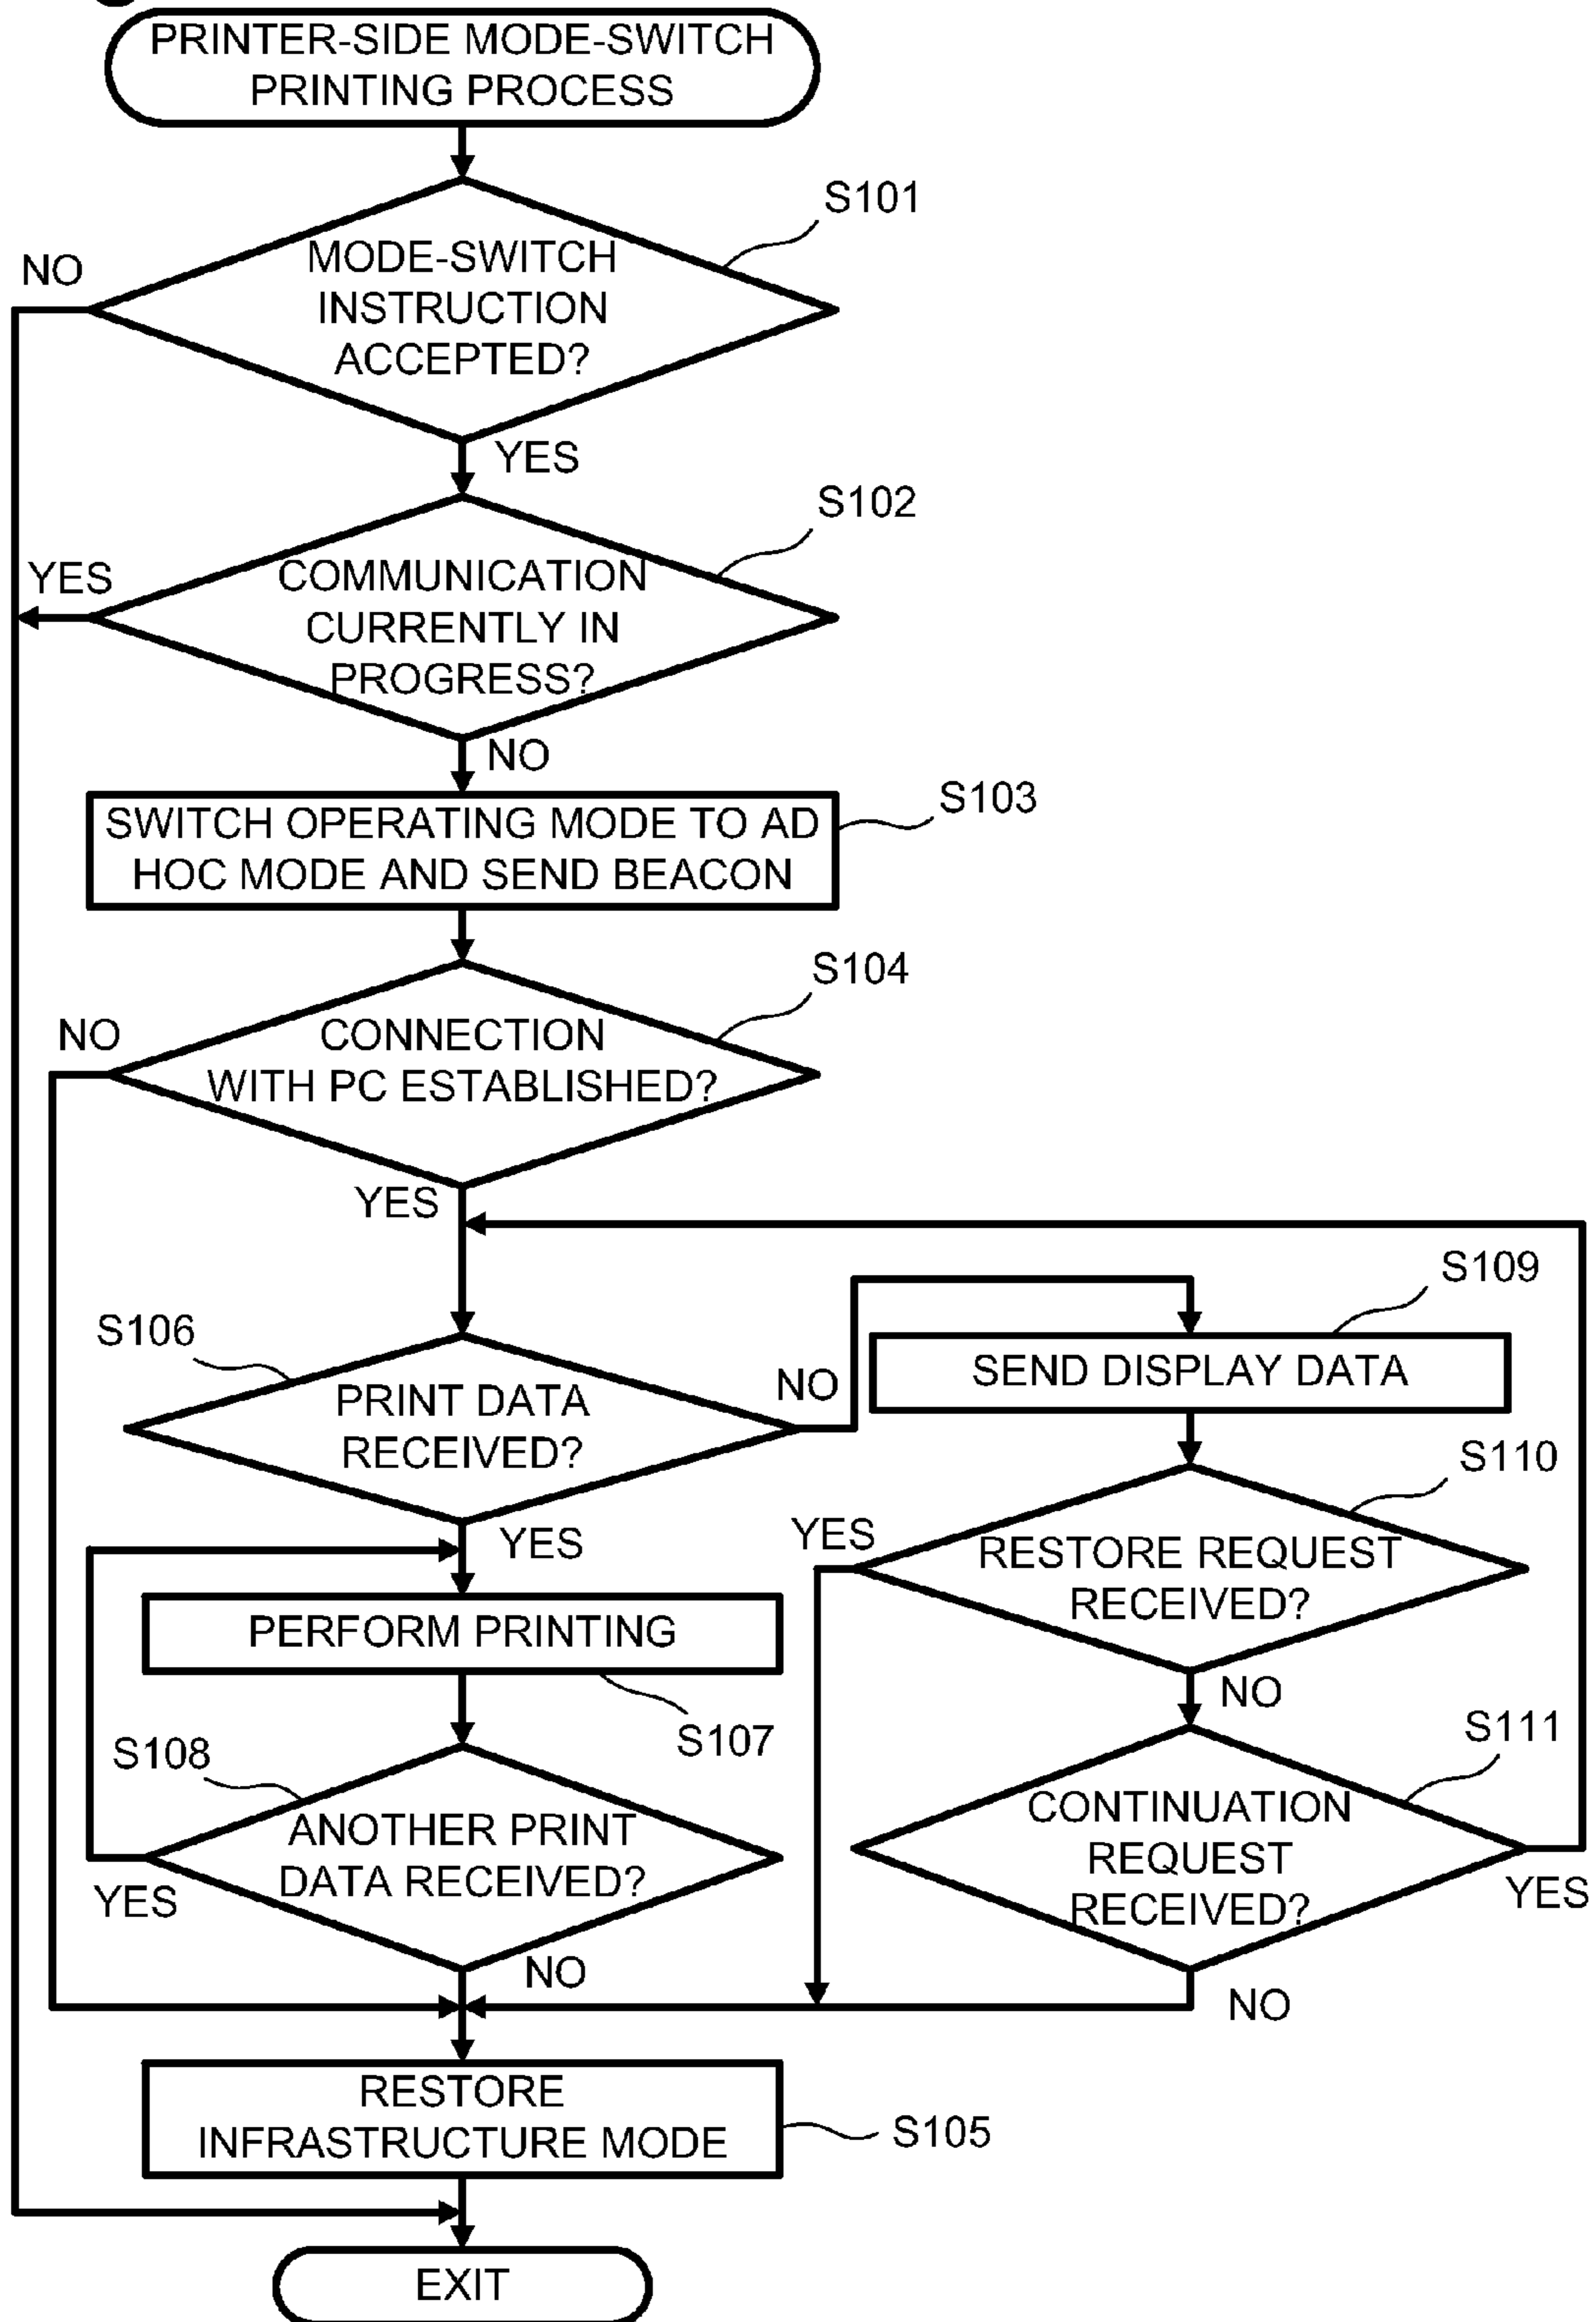 PRINTER-SIDE MODE-SWITCH
PRINTING PROCESS
S101
NO
MODE-SWITCH
INSTRUCTION
ACCEPTED?
YES
S102
YES
COMMUNICATION
CURRENTLY IN
PROGRESS?
NO
S103
SWITCH OPERATING MODE TO AD
HOC MODE AND SEND BEACON
S104
NO
CONNECTION
WITH PC ESTABLISHED?
YES
S106
PRINT DATA
RECEIVED?
NO
YES
PERFORM PRINTING
S107
S108
ANOTHER PRINT
DATA RECEIVED?
YES
NO
S109
SEND DISPLAY DATA
S110
YES
RESTORE REQUEST
RECEIVED?
NO
S111
CONTINUATION
REQUEST
RECEIVED?
YES
NO
RESTORE
INFRASTRUCTURE MODE
S105
EXIT